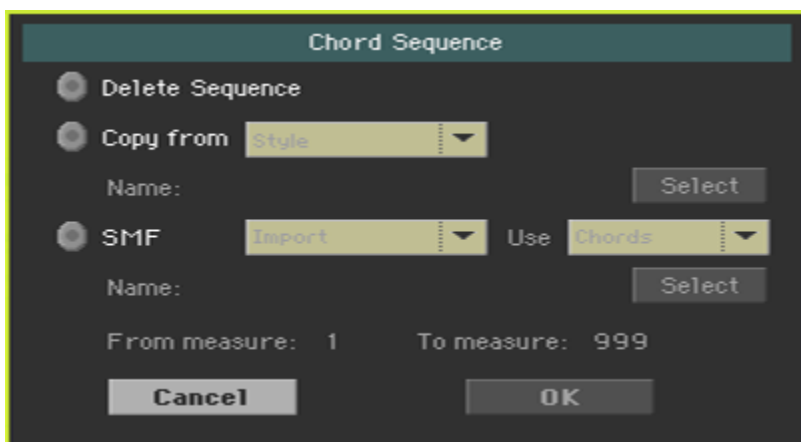 Chord Sequence
Delete Sequence
Copy from Style
Name: Select
SMF Import Use Chords
Name: Select
From measure: 1 To measure: 999
Cancel OK